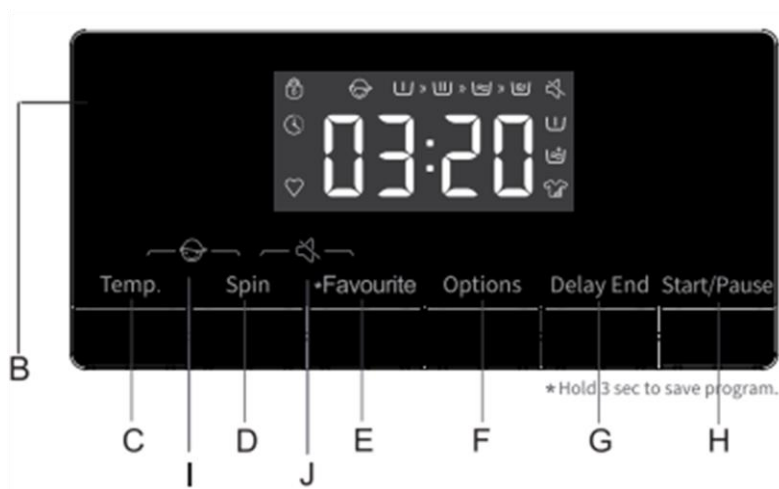 03:20
Temp. Spin *Favourite Options Delay End Start/Pause
B
*Hold 3 sec to save program.
C D E F G H
I J